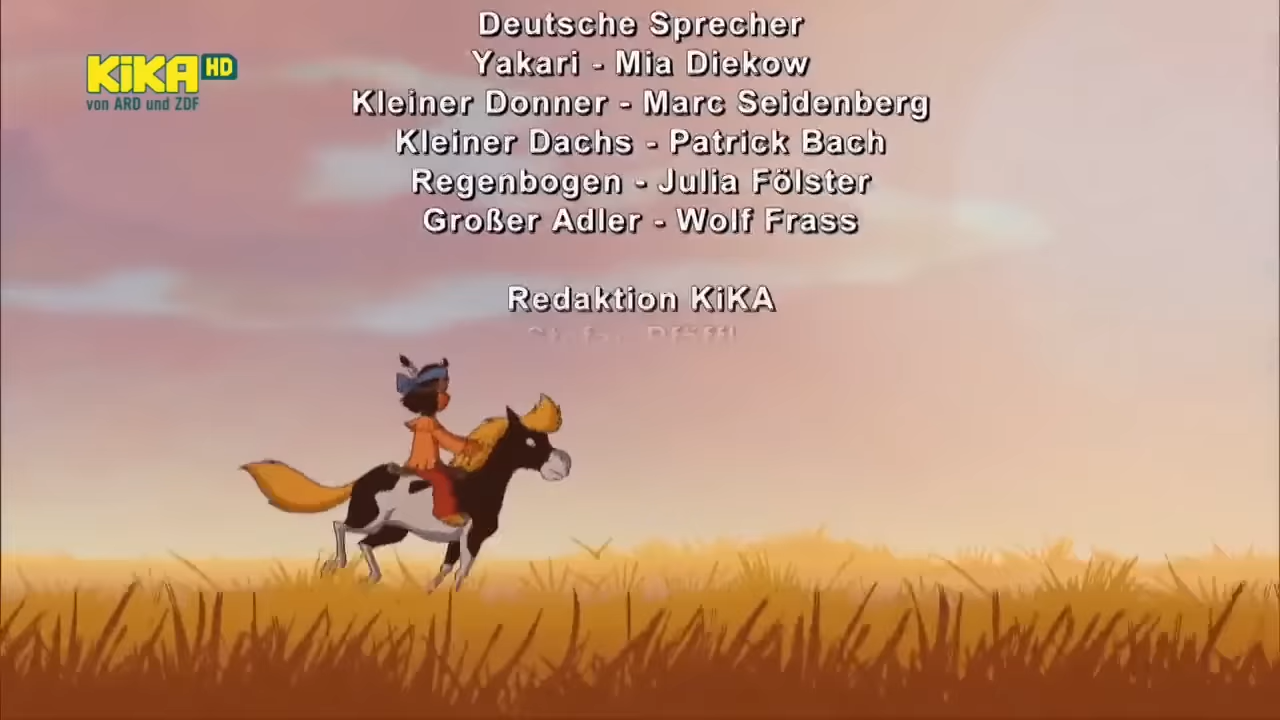 KiKA HD
von ARD und ZDF
Deutsche Sprecher
Yakari - Mia Diekow
Kleiner Donner - Marc Seidenberg
Kleiner Dachs - Patrick Bach
Regenbogen - Julia Fölster
Großer Adler - Wolf Frass
Redaktion KiKA